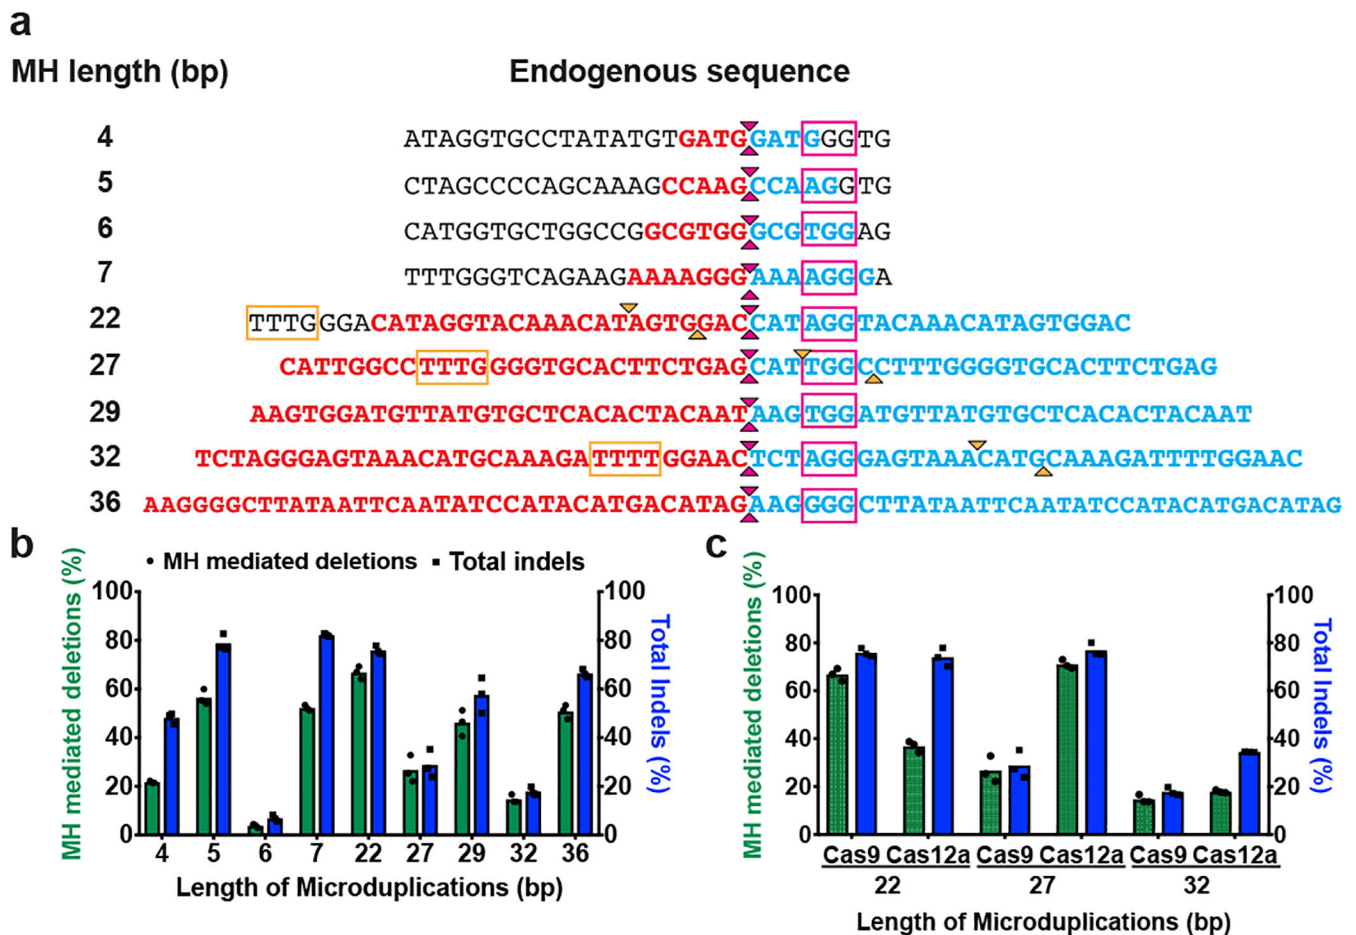 a
MH length (bp) Endogenous sequence
4 ATAGGTGCCTATATGTGATGGATGGGTG
5 CTAGCCCCAGCAAAGCCAAGCCAAGGTG
6 CATGGTGCTGGCCGGCGTGGGCGTGGAG
7 TTTGGGTCAGAAGAAAAGGGAAAAGGGA
22 TTTGGGACATAGGTACAAACATAGTGGACCATAGGTACAAACATAGTGGAC
27 CATTGGCCTTTGGGGTGCACTTCTGAGCATTGGCCTTTGGGGTGCACTTCTGAG
29 AAGTGGATGTTATGTGCTCACACTACAATAAGTGGATGTTATGTGCTCACACTACAAT
32 TCTAGGGAGTAAACATGCAAAGATTTTGGAACTCTAGGGAGTAAACATGCAAAGATTTTGGAAC
36 AAGGGGCTTATAATTCAATATCCATACATGACATAGAAGGGGCTTATAATTCAATATCCATACATGACATAG
b
MH mediated deletions Total indels
MH mediated deletions (%)
100
80
60
40
20
0
100
80
60
40
20
0
Total Indels (%)
4 5 6 7 22 27 29 32 36
Length of Microduplications (bp)
c
MH mediated deletions (%)
100
80
60
40
20
0
100
80
60
40
20
0
Total Indels (%)
Cas9 Cas12a Cas9 Cas12a Cas9 Cas12a
22 27 32
Length of Microduplications (bp)